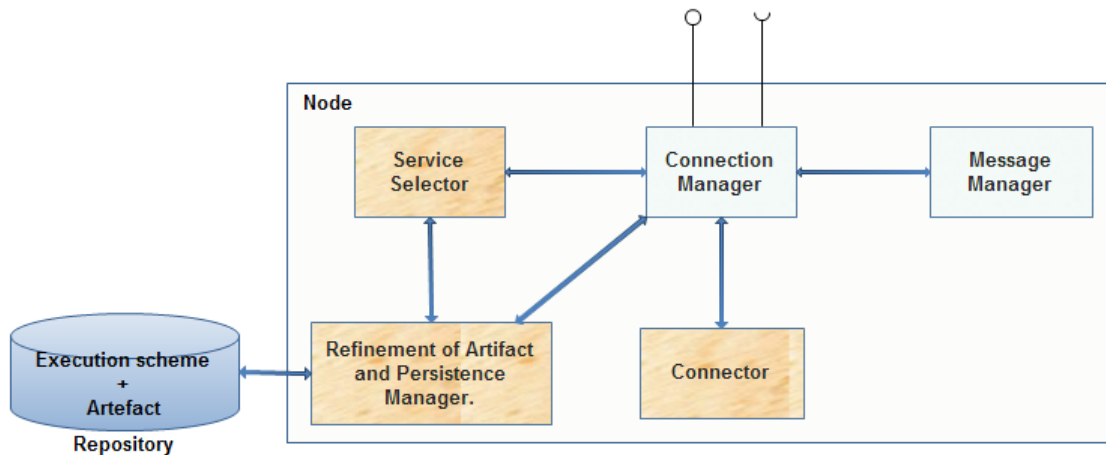 Node
Service
Selector
Connection
Manager
Message
Manager
Refinement of Artifact
and Persistence
Manager.
Connector
Execution scheme
+
Artefact
Repository